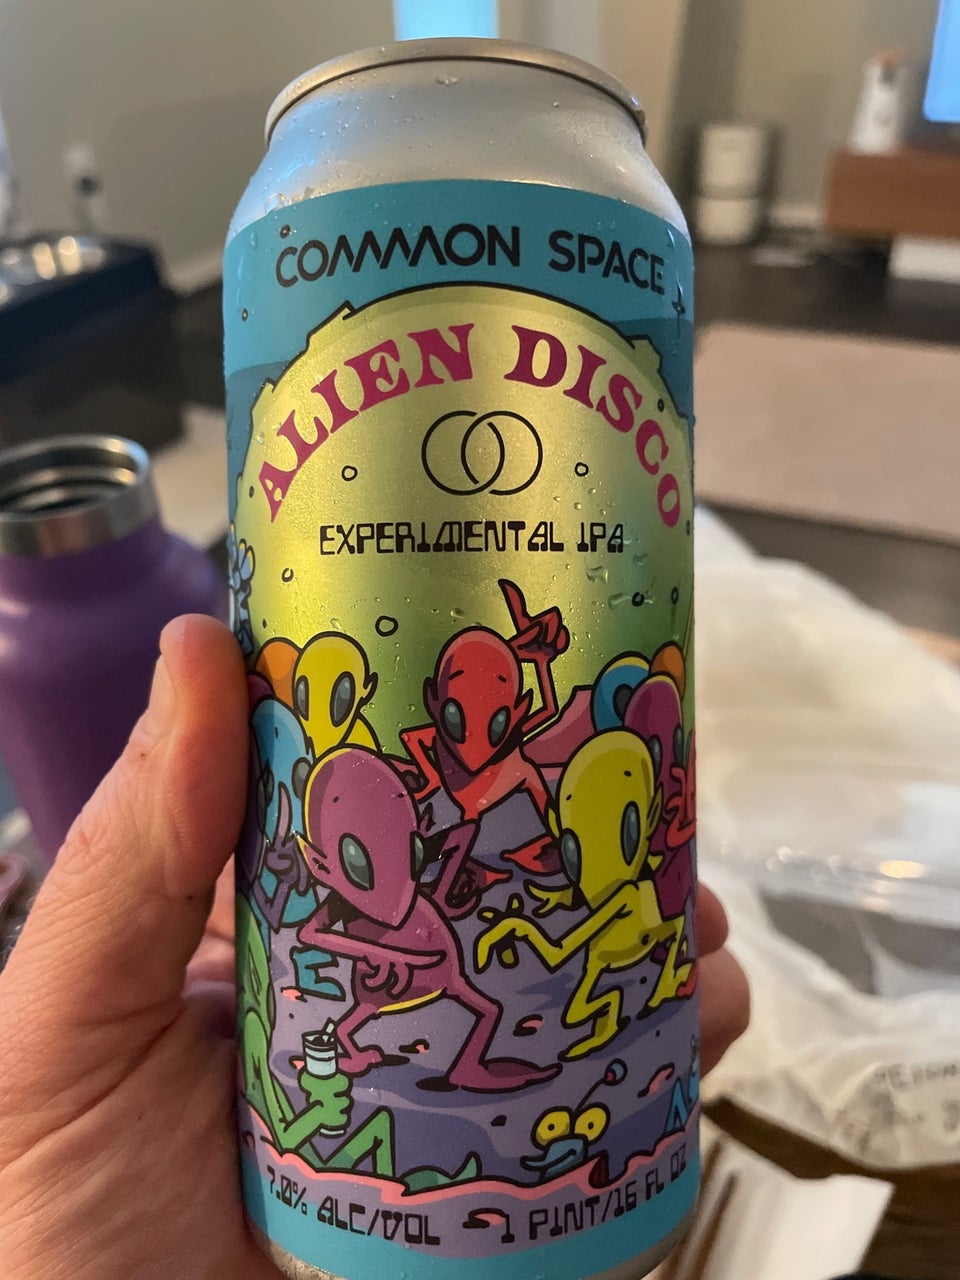 COMMON SPACE
ALIEN DISCO
EXPERIMENTAL IPA
7.0% ALC/VOL 1 PINT/16 FL OZ